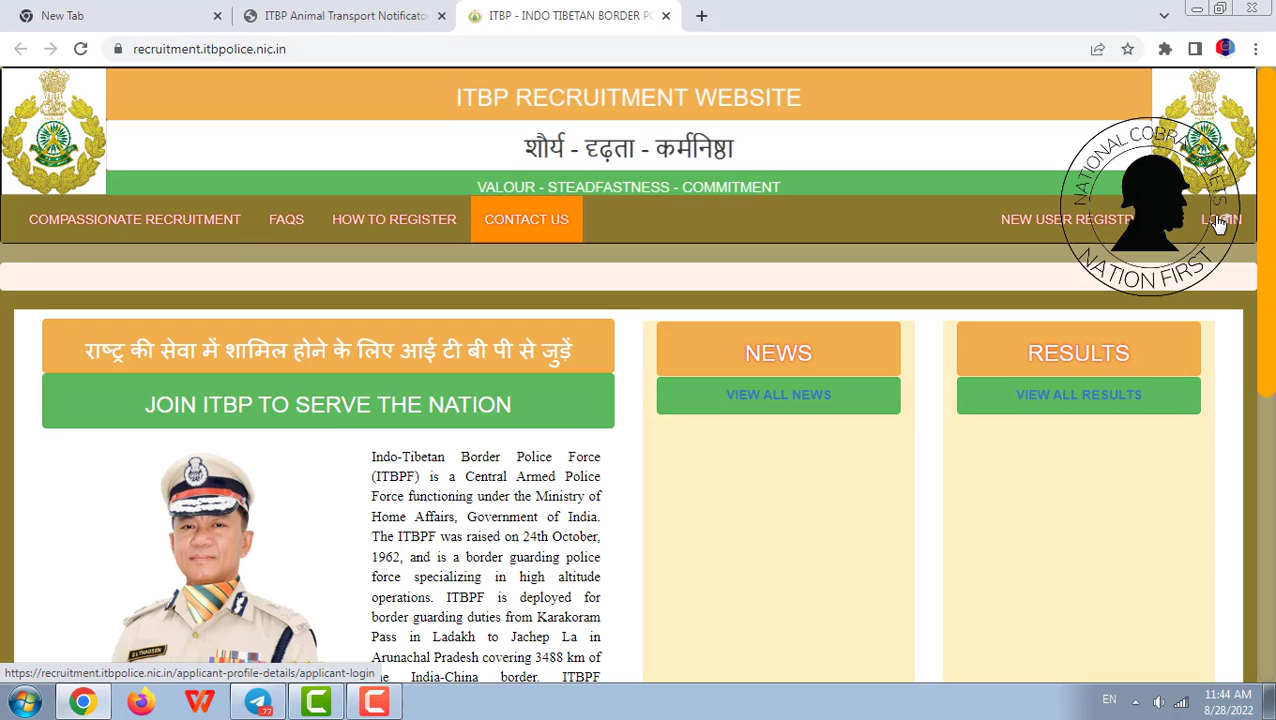 New Tab
ITBP Animal Transport Notificato
ITBP - INDO TIBETAN BORDER PO
recruitment.itbpolice.nic.in
ITBP RECRUITMENT WEBSITE
शौर्य - दृढ़ता - कर्मनिष्ठा
VALOUR - STEADFASTNESS - COMMITMENT
COMPASSIONATE RECRUITMENT
FAQS
HOW TO REGISTER
CONTACT US
NEW USER REGISTR
LOGIN
NATIONAL COBRA
NATION FIRST
राष्ट्र की सेवा में शामिल होने के लिए आई टी बी पी से जुड़ें
JOIN ITBP TO SERVE THE NATION
NEWS
VIEW ALL NEWS
RESULTS
VIEW ALL RESULTS
Indo-Tibetan Border Police Force
(ITBPF) is a Central Armed Police
Force functioning under the Ministry of
Home Affairs, Government of India.
The ITBPF was raised on 24th October,
1962, and is a border guarding police
force specializing in high altitude
operations. ITBPF is deployed for
border guarding duties from Karakoram
Pass in Ladakh to Jachep La in
Arunachal Pradesh covering 3488 km of
the India-China border. ITBPF
https://recruitment.itbpolice.nic.in/applicant-profile-details/applicant-login
77
EN
11:44 AM
8/28/2022